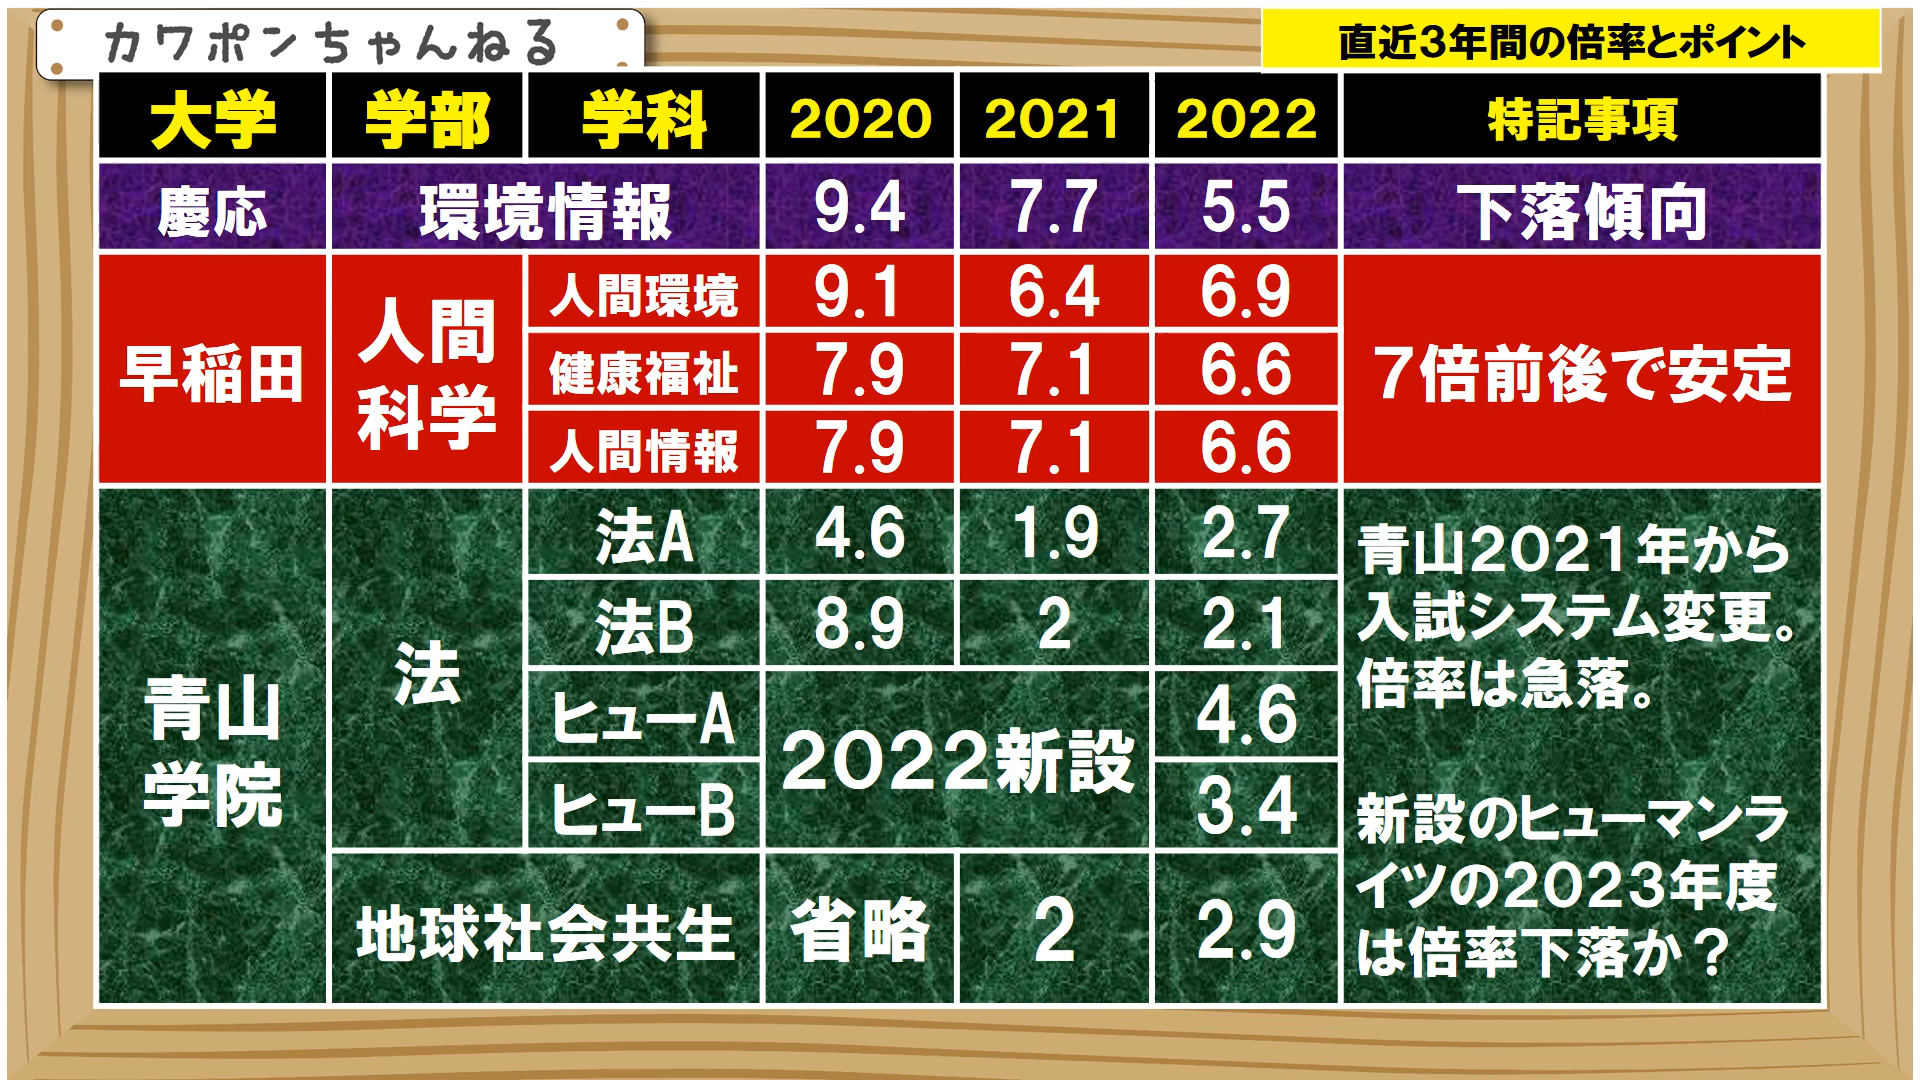 カワポンちゃんねる
直近3年間の倍率とポイント
大学 学部 学科 2020 2021 2022 特記事項
慶応 環境情報 9.4 7.7 5.5 下落傾向
早稲田
人間
科学
人間環境 9.1 6.4 6.9
健康福祉 7.9 7.1 6.6
人間情報 7.9 7.1 6.6
7倍前後で安定
青山
学院
法
法A 4.6 1.9 2.7
法B 8.9 2 2.1
ヒューA 4.6
2022新設
ヒューB 3.4
地球社会共生 省略 2 2.9
青山2021年から
入試システム変更。
倍率は急落。
新設のヒューマンラ
イツの2023年度
は倍率下落か?